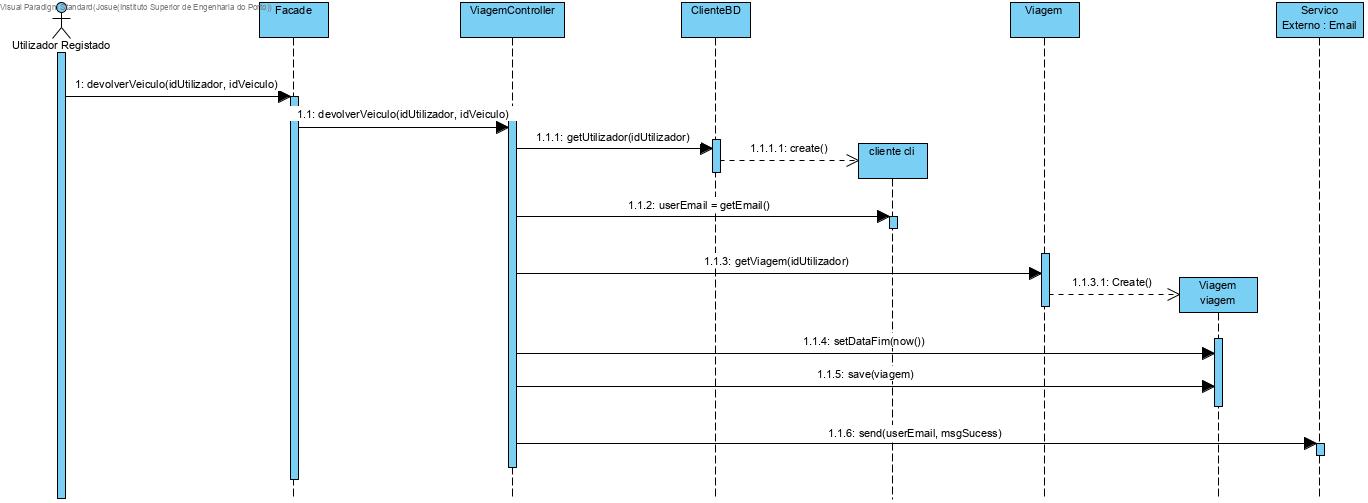 Visual Paradigm Standard(Josue(Instituto Superior de Engenharia do Porto))
Utilizador Registado
Facade
ViagemController
ClienteBD
Viagem
Servico
Externo : Email
1: devolverVeiculo(idUtilizador, idVeiculo)
1.1: devolverVeiculo(idUtilizador, idVeiculo)
1.1.1: getUtilizador(idUtilizador)
1.1.1.1: create()
cliente cli
1.1.2: userEmail = getEmail()
1.1.3: getViagem(idUtilizador)
1.1.3.1: Create()
Viagem
viagem
1.1.4: setDataFim(now())
1.1.5: save(viagem)
1.1.6: send(userEmail, msgSucess)